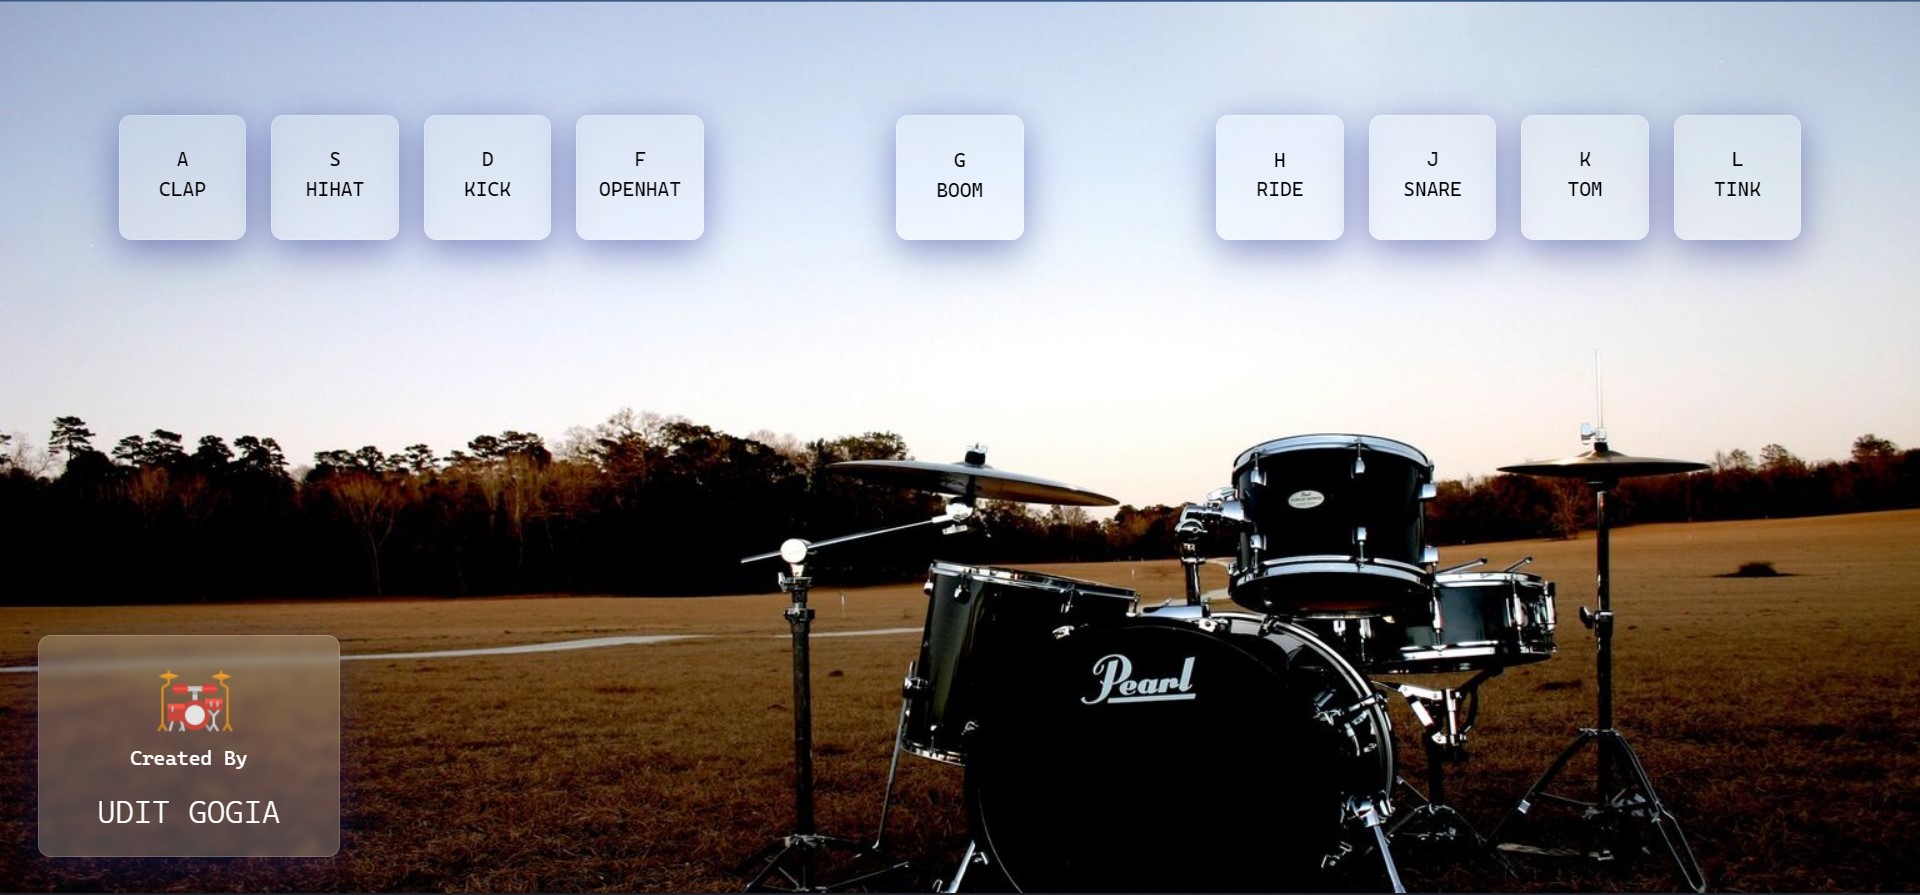 A
CLAP
S
HIHAT
D
KICK
F
OPENHAT
G
BOOM
H
RIDE
J
SNARE
K
TOM
L
TINK
Pearl
Created By
UDIT GOGIA